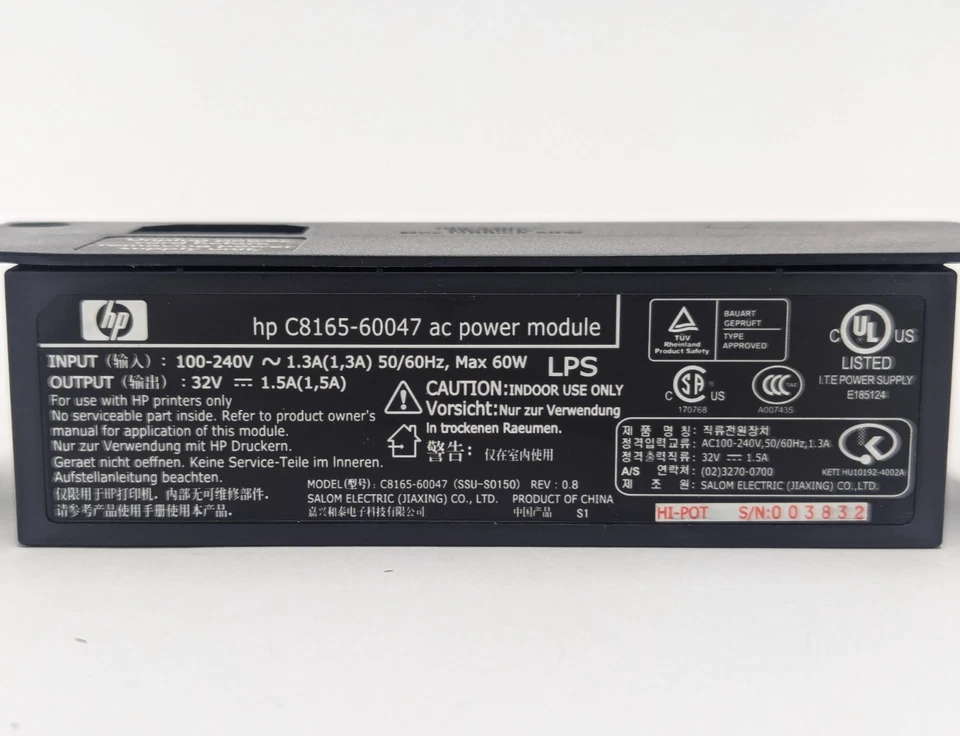 hp
hp C8165-60047 ac power module
INPUT (输入) : 100-240V ~ 1.3A(1,3A) 50/60Hz, Max 60W
OUTPUT (输出) : 32V ⎓ 1.5A(1,5A)
LPS
For use with HP printers only
No serviceable part inside. Refer to product owner's
manual for application of this module.
Nur zur Verwendung mit HP Druckern.
Geraet nicht oeffnen. Keine Service-Teile im Inneren.
Aufstellanleitung beachten.
仅限用于HP打印机. 内部无可维修部件.
请参考产品使用手册使用本产品.
CAUTION:INDOOR USE ONLY
Vorsicht:Nur zur Verwendung
In trockenen Raeumen.
警告: 仅在室内使用
MODEL(型号): C8165-60047 (SSU-S0150) REV : 0.8
SALOM ELECTRIC (JIAXING) CO., LTD. PRODUCT OF CHINA
嘉兴和泰电子科技有限公司 中国产品 S1
TÜV
Rheinland
Product Safety
BAUART
GEPRUFT
TYPE
APPROVED
C UL US
LISTED
I.T.E POWER SUPPLY
E185124
C SA US
170768
CCC S&E
A007435
제 품 명 칭: 직류전원장치
정격입력교류: AC100-240V,50/60Hz,1.3A
정격출력직류: 32V ⎓ 1.5A
A/S 연락처: (02)3270-0700
제 조 원: SALOM ELECTRIC (JIAXING) CO.,LTD.
KETI HU10192-4002A
HI-POT S/N:003832